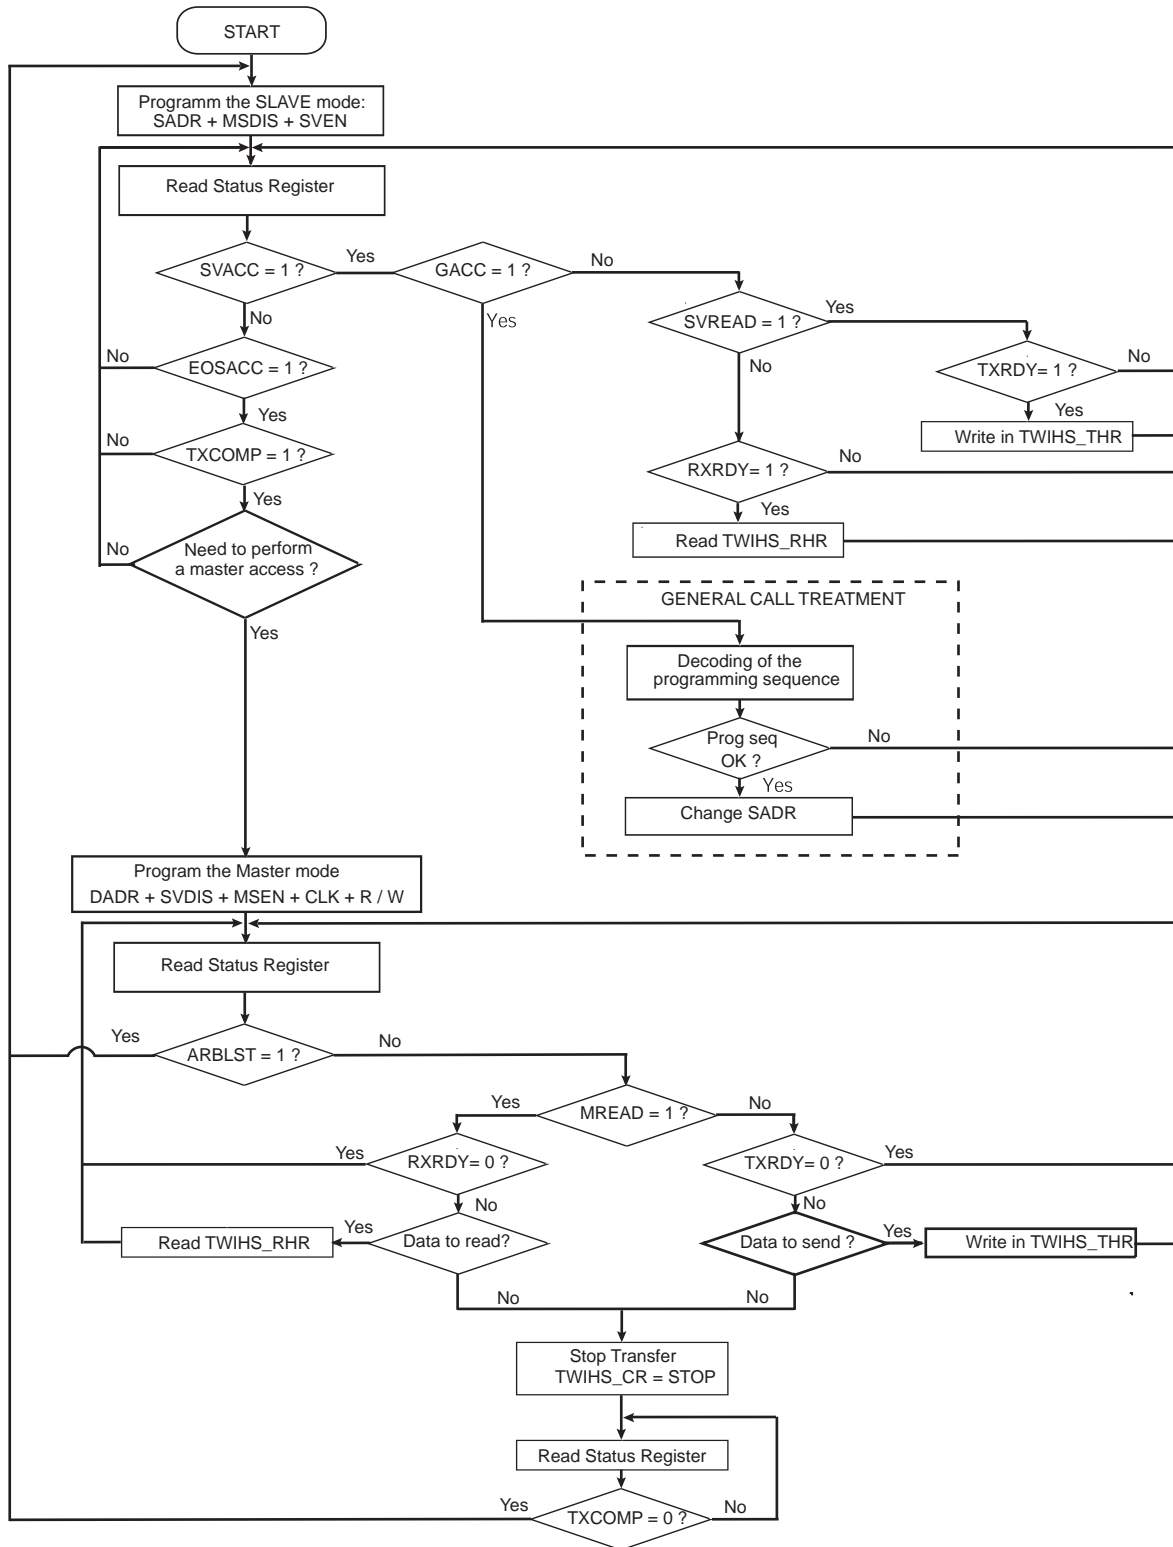 START
Programm the SLAVE mode:
SADR + MSDIS + SVEN
Read Status Register
SVACC = 1 ?
Yes
GACC = 1 ?
No
SVREAD = 1 ?
Yes
No
Yes
No
EOSACC = 1 ?
No
TXRDY= 1 ?
No
Yes
Yes
Write in TWIHS_THR
No
TXCOMP = 1 ?
RXRDY= 1 ?
No
Yes
Yes
Read TWIHS_RHR
No
Need to perform
a master access ?
GENERAL CALL TREATMENT
Yes
Decoding of the
programming sequence
Prog seq
OK ?
No
Yes
Change SADR
Program the Master mode
DADR + SVDIS + MSEN + CLK + R / W
Read Status Register
Yes
ARBLST = 1 ?
No
Yes
MREAD = 1 ?
No
Yes
RXRDY= 0 ?
TXRDY= 0 ?
Yes
No
No
Read TWIHS_RHR
Yes
Data to read?
Data to send ?
Yes
Write in TWIHS_THR
No
No
Stop Transfer
TWIHS_CR = STOP
Read Status Register
Yes
TXCOMP = 0 ?
No